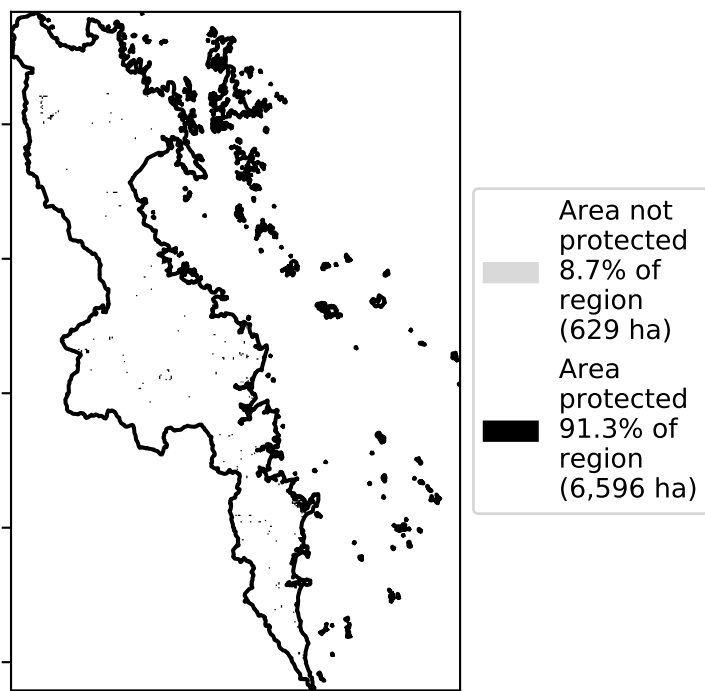 Area not
protected
8.7% of
region
(629 ha)
Area
protected
91.3% of
region
(6,596 ha)